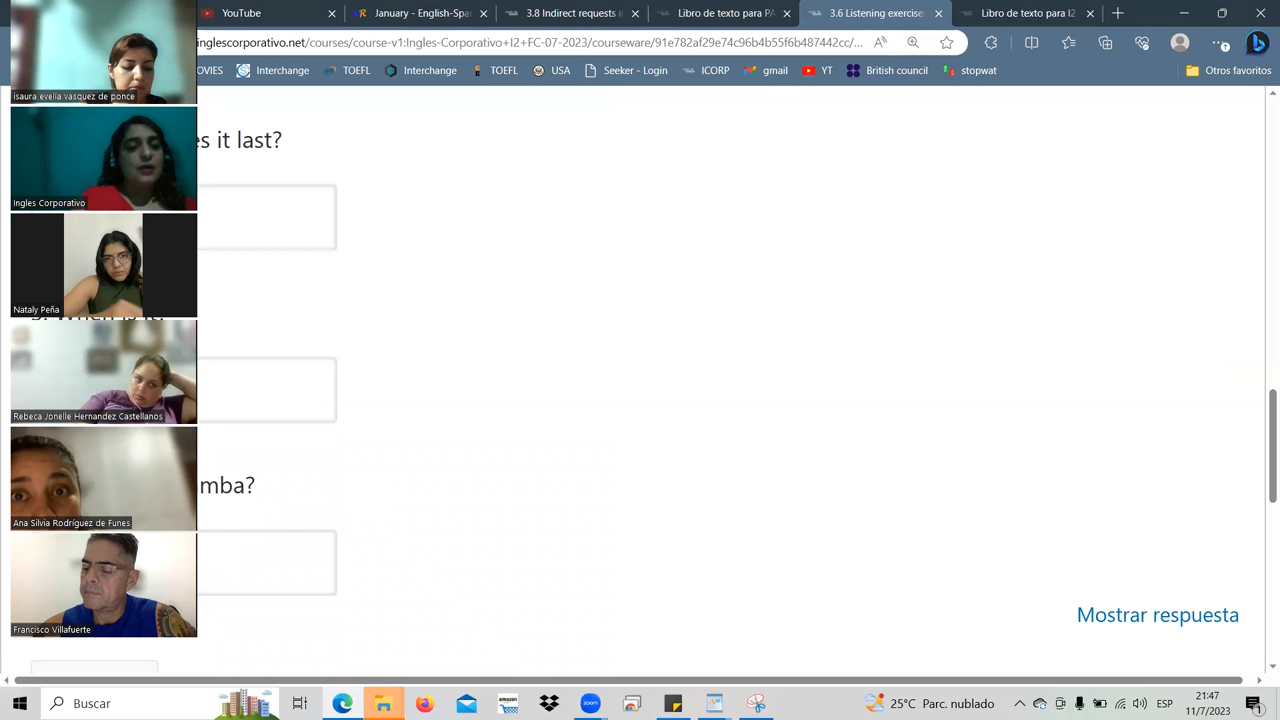 YouTube
January - English-Spa
3.8 Indirect requests i
Libro de texto para PA
3.6 Listening exercise:
Libro de texto para I2
inglescorporativo.net/courses/course-v1:Ingles-Corporativo+I2+FC-07-2023/courseware/91e782af29e74c96b4b55f6b487442cc/...
OVIES
Interchange
TOEFL
Interchange
TOEFL
USA
Seeker - Login
ICORP
gmail
YT
British council
stopwat
Otros favoritos
isaura evelia vasquez de ponce
Ingles Corporativo
Nataly Peña
Rebeca Jonelle Hernandez Castellanos
Ana Silvia Rodríguez de Funes
Francisco Villafuerte
es it last?
amba?
Mostrar respuesta
Buscar
25°C Parc. nublado
ESP
21:47
11/7/2023